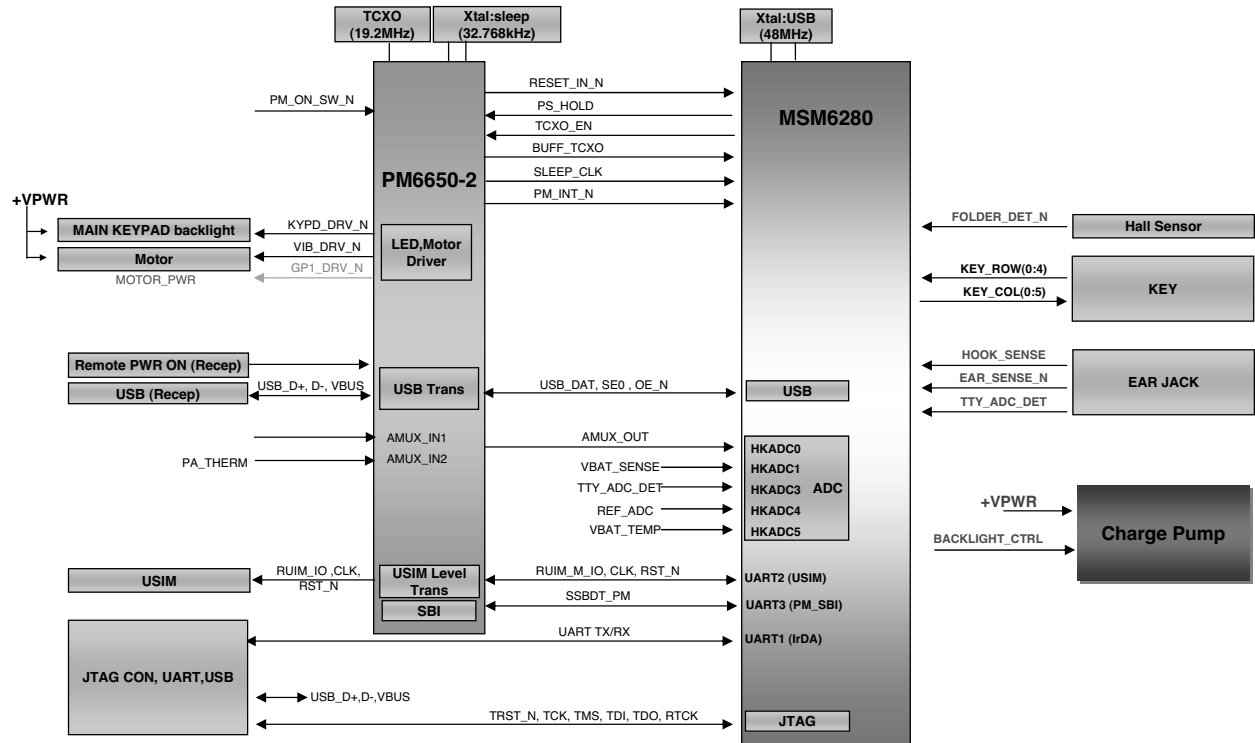 TCXO
(19.2MHz)
Xtal:sleep
(32.768kHz)
Xtal:USB
(48MHz)
RESET_IN_N
PM_ON_SW_N
PS_HOLD
MSM6280
TCXO_EN
BUFF_TCXO
PM6650-2
SLEEP_CLK
PM_INT_N
+VPWR
MAIN KEYPAD backlight
KYPD_DRV_N
LED,Motor
Driver
FOLDER_DET_N
Hall Sensor
Motor
VIB_DRV_N
MOTOR_PWR
GP1_DRV_N
KEY_ROW(0:4)
KEY_COL(0:5)
KEY
Remote PWR ON (Recep)
HOOK_SENSE
USB (Recep)
USB_D+, D-, VBUS
USB Trans
USB_DAT, SE0 , OE_N
USB
EAR_SENSE_N
EAR JACK
TTY_ADC_DET
AMUX_IN1
AMUX_OUT
HKADC0
PA_THERM
AMUX_IN2
VBAT_SENSE
HKADC1
TTY_ADC_DET
HKADC3
ADC
REF_ADC
HKADC4
VBAT_TEMP
HKADC5
+VPWR
Charge Pump
BACKLIGHT_CTRL
USIM
RUIM_IO ,CLK,
RST_N
USIM Level
Trans
RUIM_M_IO, CLK, RST_N
UART2 (USIM)
SBI
SSBDT_PM
UART3 (PM_SBI)
UART TX/RX
UART1 (IrDA)
JTAG CON, UART,USB
USB_D+,D-,VBUS
TRST_N, TCK, TMS, TDI, TDO, RTCK
JTAG